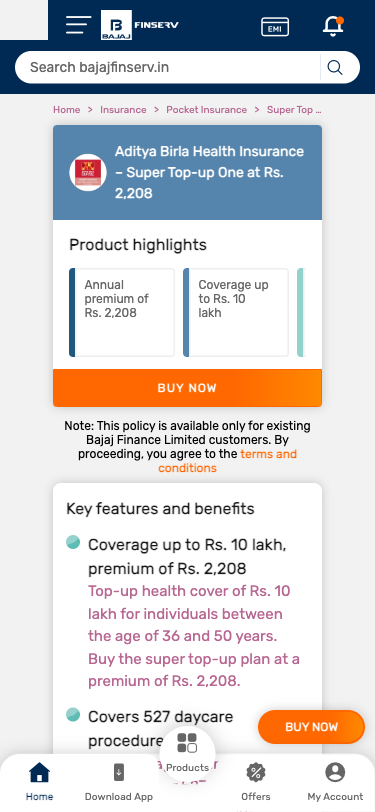 BAJAJ FINSERV
EMI
Search bajajfinserv.in
Home > Insurance > Pocket Insurance > Super Top ...
Aditya Birla Health Insurance
– Super Top-up One at Rs.
2,208
Product highlights
Annual
premium of
Rs. 2,208
Coverage up
to Rs. 10
lakh
BUY NOW
Note: This policy is available only for existing
Bajaj Finance Limited customers. By
proceeding, you agree to the terms and
conditions
Key features and benefits
Coverage up to Rs. 10 lakh,
premium of Rs. 2,208
Top-up health cover of Rs. 10
lakh for individuals between
the age of 36 and 50 years.
Buy the super top-up plan at a
premium of Rs. 2,208.
Covers 527 daycare
procedure
BUY NOW
Home
Download App
Products
Offers
My Account